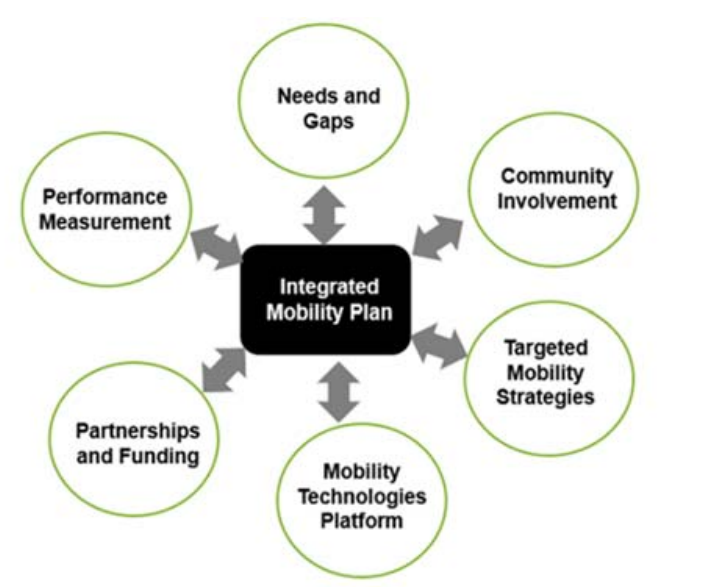 Needs and
Gaps
Community
Involvement
Performance
Measurement
Integrated
Mobility Plan
Targeted
Mobility
Strategies
Partnerships
and Funding
Mobility
Technologies
Platform